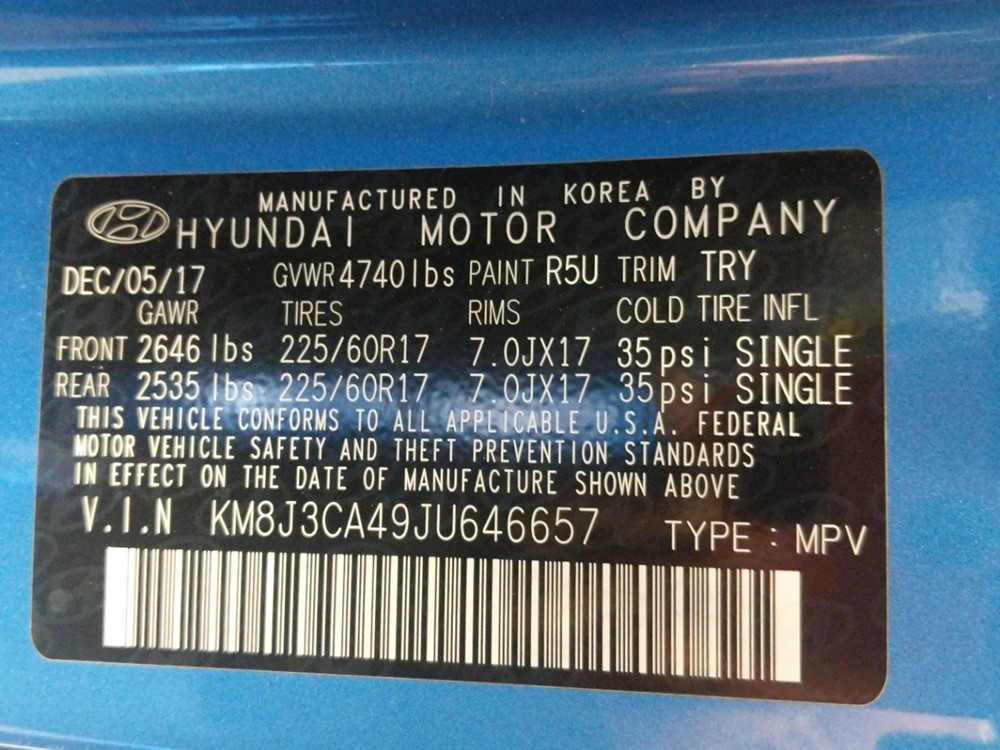 MANUFACTURED IN KOREA BY
HYUNDAI MOTOR COMPANY
DEC/05/17 GVWR 4740lbs PAINT R5U TRIM TRY
GAWR TIRES RIMS COLD TIRE INFL
FRONT 2646 lbs 225/60R17 7.0JX17 35psi SINGLE
REAR 2535 lbs 225/60R17 7.0JX17 35psi SINGLE
THIS VEHICLE CONFORMS TO ALL APPLICABLE U.S.A. FEDERAL
MOTOR VEHICLE SAFETY AND THEFT PREVENTION STANDARDS
IN EFFECT ON THE DATE OF MANUFACTURE SHOWN ABOVE
V.I.N KM8J3CA49JU646657 TYPE : MPV